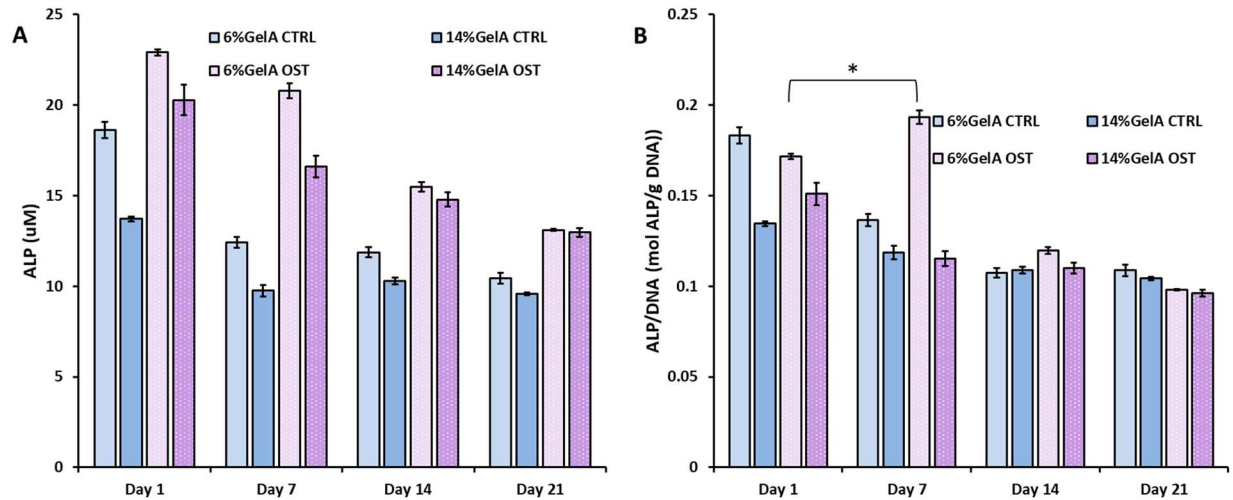 A
6%GelA CTRL 14%GelA CTRL
6%GelA OST 14%GelA OST
25
20
15
10
5
0
ALP (uM)
Day 1 Day 7 Day 14 Day 21
B
*
6%GelA CTRL 14%GelA CTRL
6%GelA OST 14%GelA OST
0.25
0.2
0.15
0.1
0.05
0
ALP/DNA (mol ALP/g DNA))
Day 1 Day 7 Day 14 Day 21